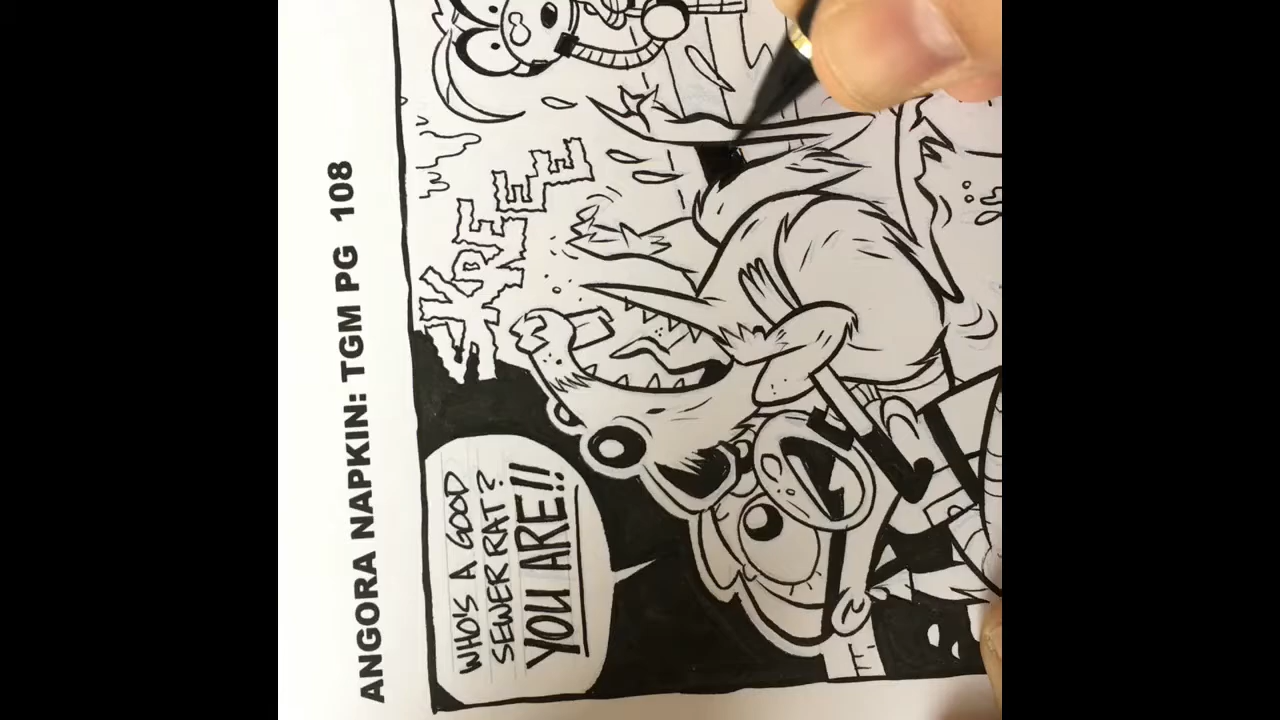 ANGORA NAPKIN: TGM PG 108
WHO'S A GOOD
SEWER RAT?
YOU ARE!!